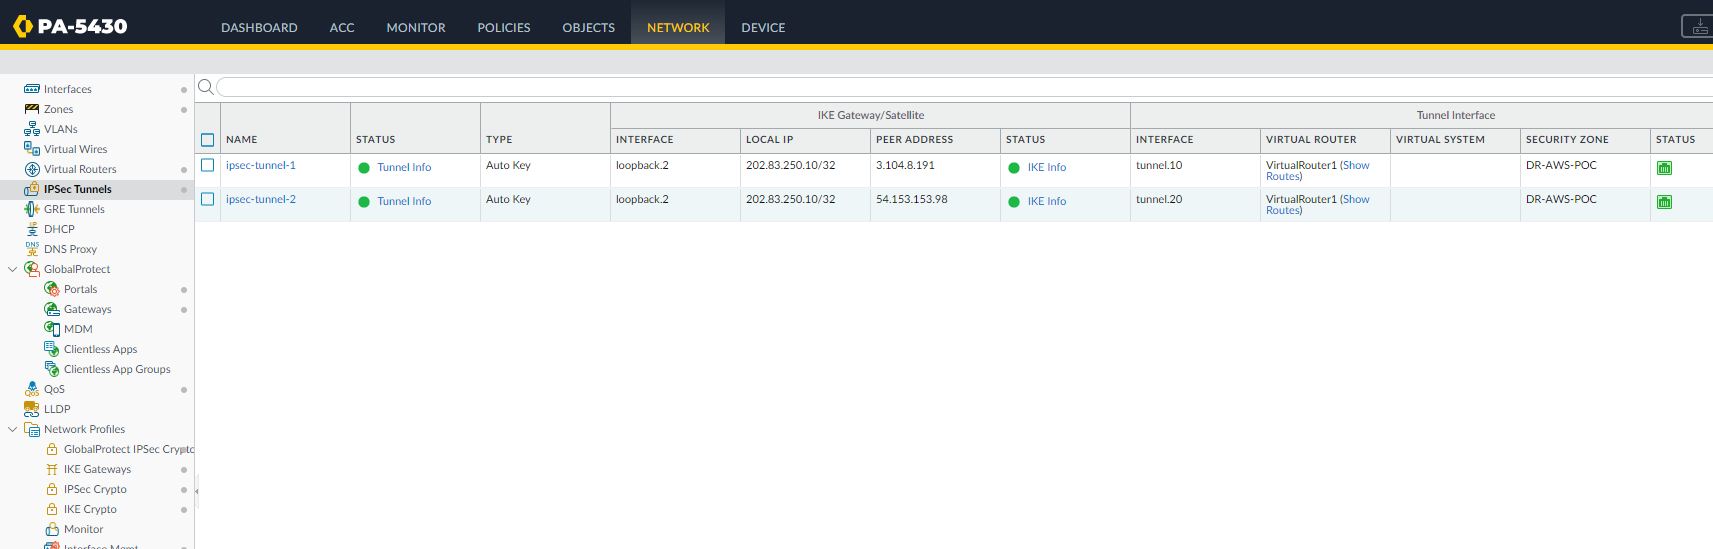 PA-5430
DASHBOARD ACC MONITOR POLICIES OBJECTS NETWORK DEVICE
Interfaces
Zones
VLANs
Virtual Wires
Virtual Routers
IPSec Tunnels
GRE Tunnels
DHCP
DNS
DNS Proxy
GlobalProtect
Portals
Gateways
MDM
Clientless Apps
Clientless App Groups
QoS
QoS
LLDP
Network Profiles
GlobalProtect IPSec Crypto
IKE Gateways
IPSec Crypto
IKE Crypto
Monitor
Interface Mgmt
IKE Gateway/Satellite Tunnel Interface
NAME STATUS TYPE INTERFACE LOCAL IP PEER ADDRESS STATUS INTERFACE VIRTUAL ROUTER VIRTUAL SYSTEM SECURITY ZONE STATUS
ipsec-tunnel-1 Tunnel Info Auto Key loopback.2 202.83.250.10/32 3.104.8.191 IKE Info tunnel.10 VirtualRouter1 (Show DR-AWS-POC
Routes)
ipsec-tunnel-2 Tunnel Info Auto Key loopback.2 202.83.250.10/32 54.153.153.98 IKE Info tunnel.20 VirtualRouter1 (Show DR-AWS-POC
Routes)